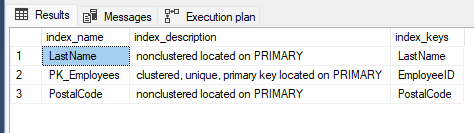 Results Messages Execution plan
index_name index_description index_keys
1 LastName nonclustered located on PRIMARY LastName
2 PK_Employees clustered, unique, primary key located on PRIMARY EmployeeID
3 PostalCode nonclustered located on PRIMARY PostalCode